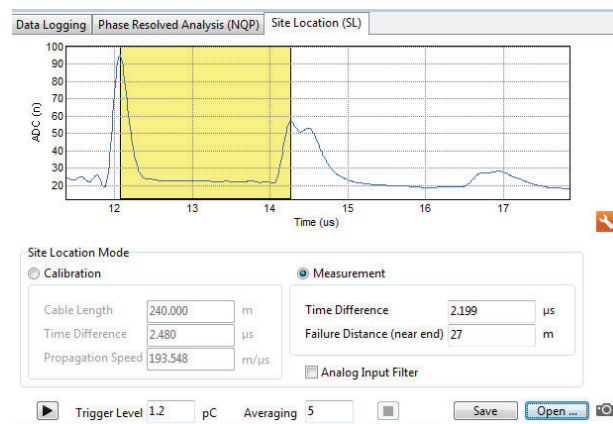 Data Logging Phase Resolved Analysis (NQP) Site Location (SL)
100
90
80
70
60
50
40
30
20
ADC (n)
12 13 14 15 16 17
Time (us)
Site Location Mode
Calibration
Cable Length 240.000 m
Time Difference 2.480 µs
Propagation Speed 193.548 m/µs
Measurement
Time Difference 2.199 µs
Failure Distance (near end) 27 m
Analog Input Filter
Trigger Level 1.2 pC Averaging 5 Save Open ...